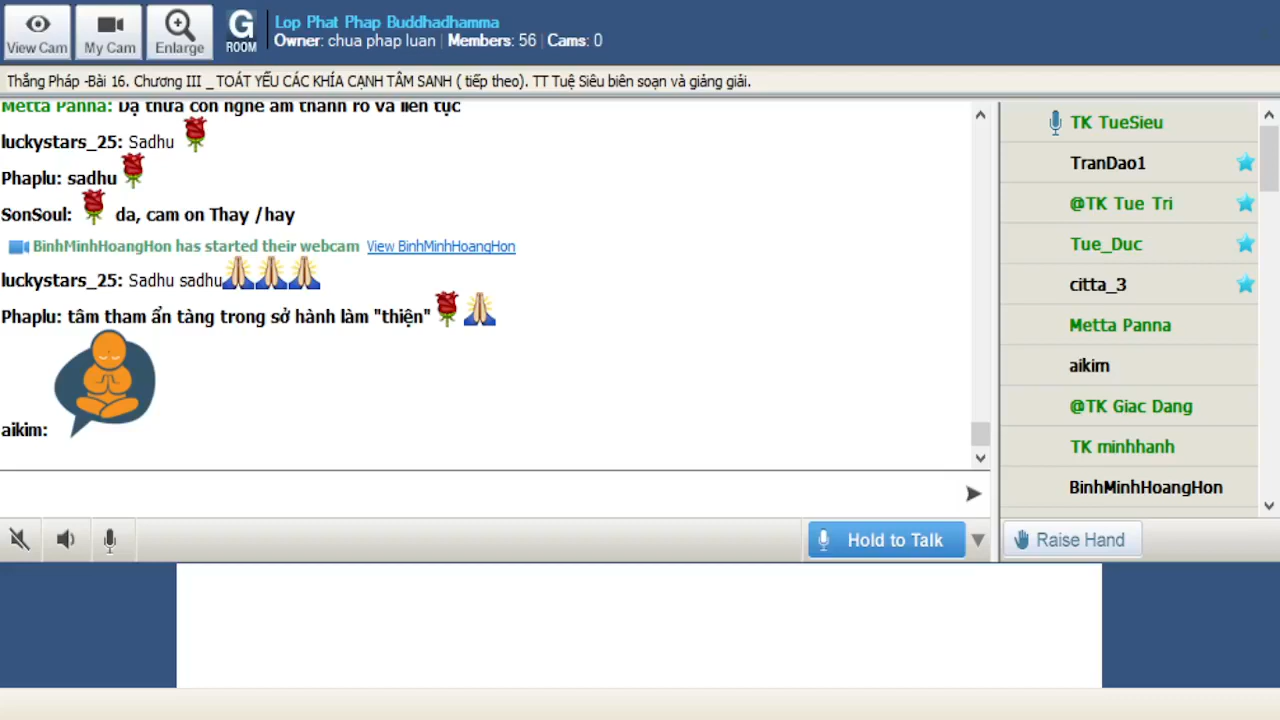 View Cam
My Cam
Enlarge
G
ROOM
Lop Phat Phap Buddhadhamma
Owner: chua phap luan | Members: 56 | Cams: 0
Thắng Pháp -Bài 16. Chương III _ TOÁT YẾU CÁC KHÍA CẠNH TÂM SANH ( tiếp theo). TT Tuệ Siêu biên soạn và giảng giải.
Metta Panna: Dạ thưa con nghe âm thanh rõ và liên tục
luckystars_25: Sadhu
Phaplu: sadhu
SonSoul: da, cam on Thay /hay
BinhMinhHoangHon has started their webcam View BinhMinhHoangHon
luckystars_25: Sadhu sadhu
Phaplu: tâm tham ẩn tàng trong sở hành làm "thiện"
aikim:
TK TueSieu
TranDao1
@TK Tue Tri
Tue_Duc
citta_3
Metta Panna
aikim
@TK Giac Dang
TK minhhanh
BinhMinhHoangHon
Hold to Talk
Raise Hand